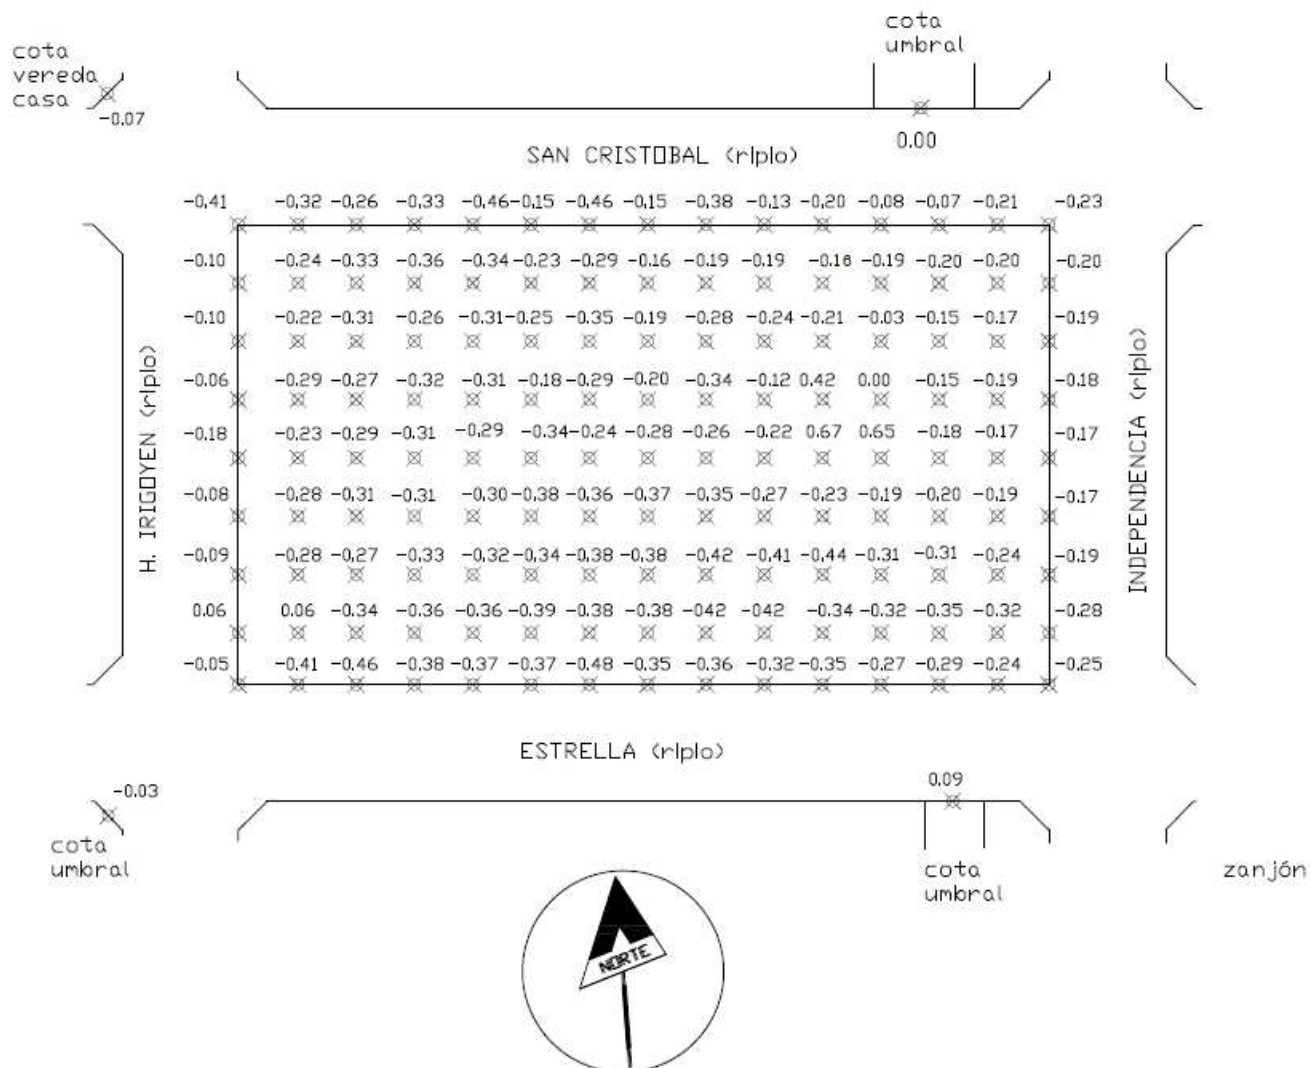 cota
umbral
cota
vereda
casa
-0.07
0.00
SAN CRISTOBAL (ripio)
-0.41 -0.32 -0.26 -0.33 -0.46 -0.15 -0.46 -0.15 -0.38 -0.13 -0.20 -0.08 -0.07 -0.21 -0.23
-0.10 -0.24 -0.33 -0.36 -0.34 -0.23 -0.29 -0.16 -0.19 -0.19 -0.16 -0.19 -0.20 -0.20 -0.20
-0.10 -0.22 -0.31 -0.26 -0.31 -0.25 -0.35 -0.19 -0.28 -0.24 -0.21 -0.03 -0.15 -0.17 -0.19
-0.06 -0.29 -0.27 -0.32 -0.31 -0.18 -0.29 -0.20 -0.34 -0.12 0.42 0.00 -0.15 -0.19 -0.18
-0.18 -0.23 -0.29 -0.31 -0.29 -0.34 -0.24 -0.28 -0.26 -0.22 0.67 0.65 -0.18 -0.17 -0.17
-0.08 -0.28 -0.31 -0.31 -0.30 -0.38 -0.36 -0.37 -0.35 -0.27 -0.23 -0.19 -0.20 -0.19 -0.17
-0.09 -0.28 -0.27 -0.33 -0.32 -0.34 -0.38 -0.38 -0.42 -0.41 -0.44 -0.31 -0.31 -0.24 -0.19
0.06 0.06 -0.34 -0.36 -0.36 -0.39 -0.38 -0.38 -042 -042 -0.34 -0.32 -0.35 -0.32 -0.28
-0.05 -0.41 -0.46 -0.38 -0.37 -0.37 -0.48 -0.35 -0.36 -0.32 -0.35 -0.27 -0.29 -0.24 -0.25
H. IRIGOYEN (ripio)
INDEPENDENCIA (ripio)
ESTRELLA (ripio)
-0.03
0.09
cota
umbral
cota
umbral
zanjón
NORTE